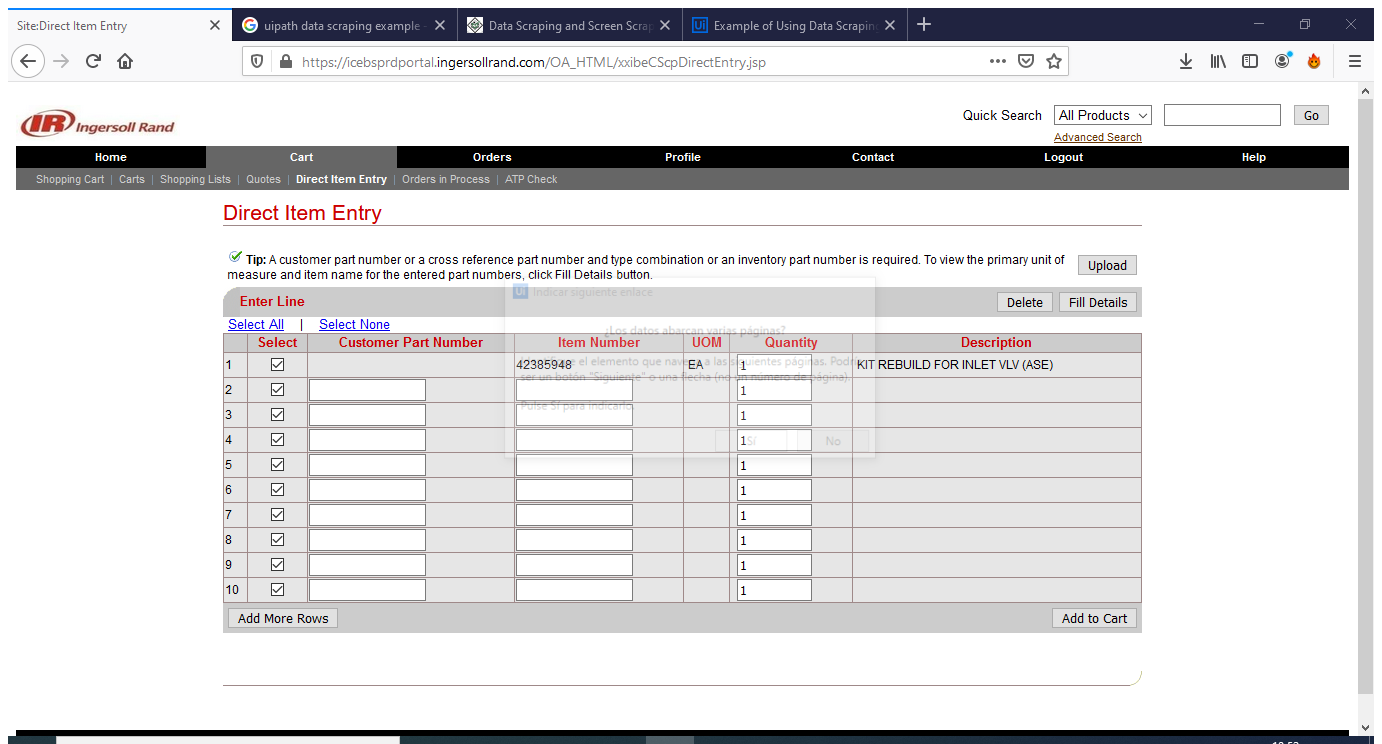 Site:Direct Item Entry
uipath data scraping example -
Data Scraping and Screen Scrap
Ui Example of Using Data Scraping
https://icebsprdportal.ingersollrand.com/OA_HTML/xxibeCScpDirectEntry.jsp
IR Ingersoll Rand
Quick Search All Products Go
Advanced Search
Home Cart Orders Profile Contact Logout Help
Shopping Cart | Carts | Shopping Lists | Quotes | Direct Item Entry | Orders in Process | ATP Check
Direct Item Entry
Tip: A customer part number or a cross reference part number and type combination or an inventory part number is required. To view the primary unit of
measure and item name for the entered part numbers, click Fill Details button.
Upload
Enter Line Delete Fill Details
Select All | Select None
Select Customer Part Number Item Number UOM Quantity Description
1 42385948 EA 1 KIT REBUILD FOR INLET VLV (ASE)
2 1
3 1
4 1
5 1
6 1
7 1
8 1
9 1
10 1
Ui Indicar siguiente enlace
¿Los datos abarcan varias páginas?
el elemento que a las siguientes páginas.
ser un botón "Siguiente" o una flecha (no un número de página).
Pulse Sí para indicarlo.
Sí No
Add More Rows Add to Cart